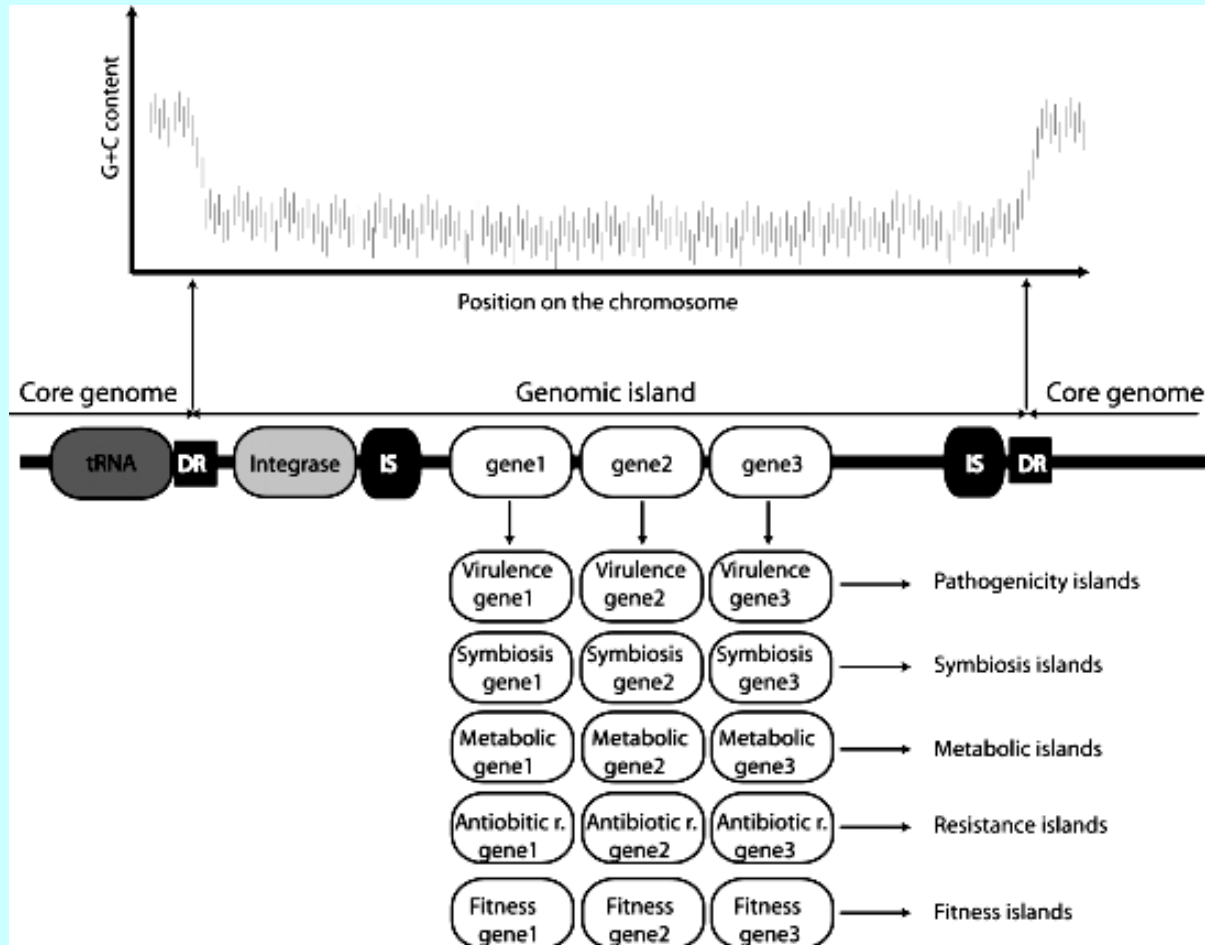 G+C content
Position on the chromosome
Core genome
Genomic island
Core genome
tRNA
DR
Integrase
IS
gene1
gene2
gene3
IS
DR
Virulence
gene1
Virulence
gene2
Virulence
gene3
Pathogenicity islands
Symbiosis
gene1
Symbiosis
gene2
Symbiosis
gene3
Symbiosis islands
Metabolic
gene1
Metabolic
gene2
Metabolic
gene3
Metabolic islands
Antiobitic r.
gene1
Antibiotic r.
gene2
Antibiotic r.
gene3
Resistance islands
Fitness
gene1
Fitness
gene2
Fitness
gene3
Fitness islands